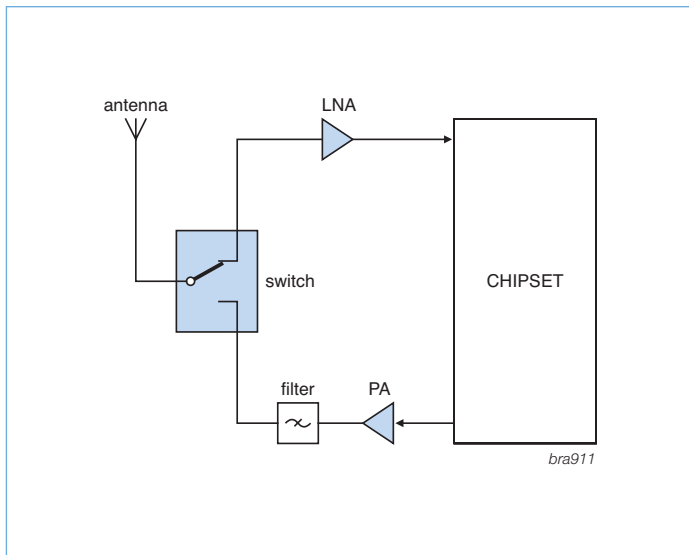 antenna
LNA
switch
CHIPSET
filter
PA
bra911